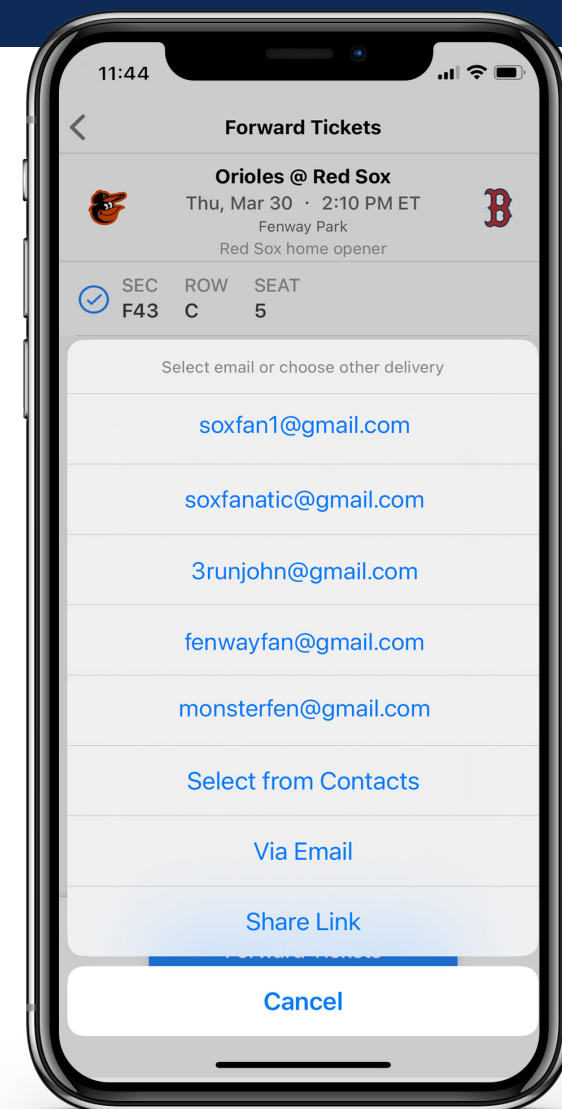 11:44
Forward Tickets
Orioles @ Red Sox
Thu, Mar 30 · 2:10 PM ET
Fenway Park
Red Sox home opener
SEC ROW SEAT
F43 C 5
Select email or choose other delivery
soxfan1@gmail.com
soxfanatic@gmail.com
3runjohn@gmail.com
fenwayfan@gmail.com
monsterfen@gmail.com
Select from Contacts
Via Email
Share Link
Forward Tickets
Cancel